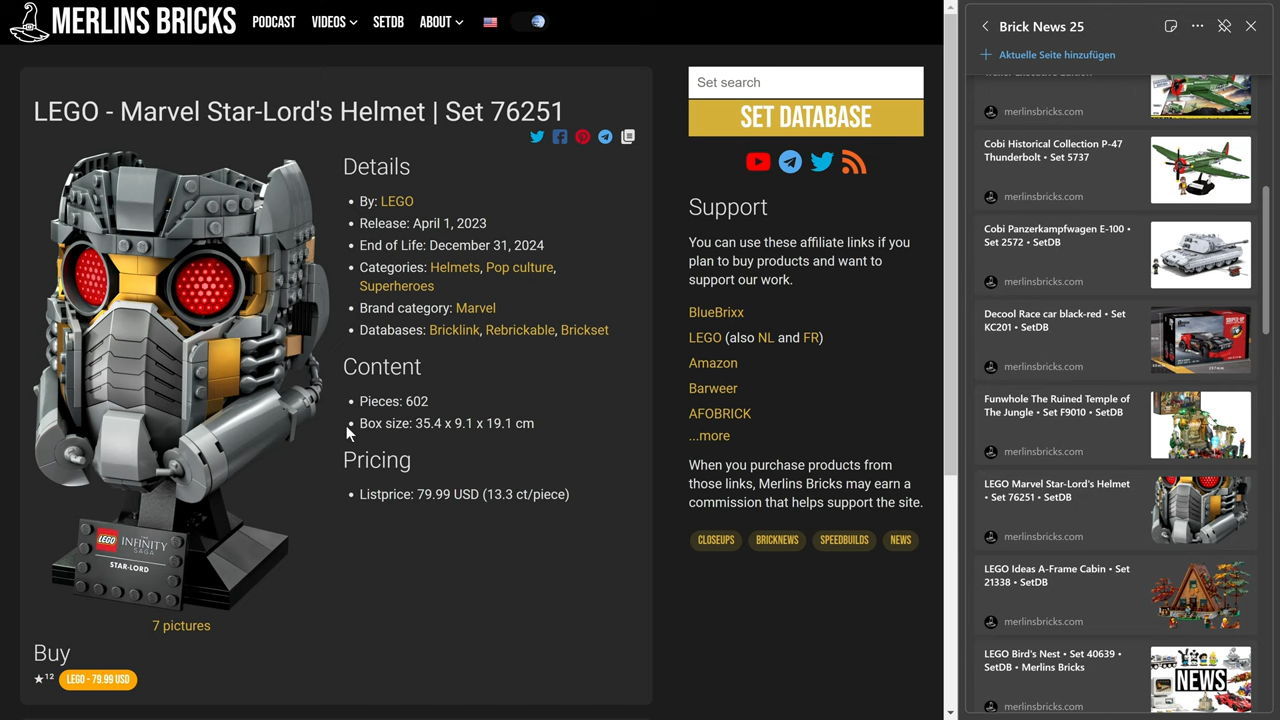 MERLINS BRICKS
PODCAST
VIDEOS
SETDB
ABOUT
LEGO - Marvel Star-Lord's Helmet | Set 76251
LEGO
INFINITY
SAGA
STAR-LORD
7 pictures
Details
By: LEGO
Release: April 1, 2023
End of Life: December 31, 2024
Categories: Helmets, Pop culture,
Superheroes
Brand category: Marvel
Databases: Bricklink, Rebrickable, Brickset
Content
Pieces: 602
Box size: 35.4 x 9.1 x 19.1 cm
Pricing
Listprice: 79.99 USD (13.3 ct/piece)
Buy
★12
LEGO - 79.99 USD
Set search
SET DATABASE
Support
You can use these affiliate links if you
plan to buy products and want to
support our work.
BlueBrixx
LEGO (also NL and FR)
Amazon
Barweer
AFOBRICK
...more
When you purchase products from
those links, Merlins Bricks may earn a
commission that helps support the site.
CLOSEUPS
BRICKNEWS
SPEEDBUILDS
NEWS
Brick News 25
Aktuelle Seite hinzufügen
merlinsbricks.com
Cobi Historical Collection P-47
Thunderbolt • Set 5737
merlinsbricks.com
Cobi Panzerkampfwagen E-100 •
Set 2572 • SetDB
merlinsbricks.com
Decool Race car black-red • Set
KC201 • SetDB
merlinsbricks.com
Funwhole The Ruined Temple of
The Jungle • Set F9010 • SetDB
merlinsbricks.com
LEGO Marvel Star-Lord's Helmet
• Set 76251 • SetDB
merlinsbricks.com
LEGO Ideas A-Frame Cabin • Set
21338 • SetDB
merlinsbricks.com
LEGO Bird's Nest • Set 40639 •
SetDB • Merlins Bricks
merlinsbricks.com
NEWS